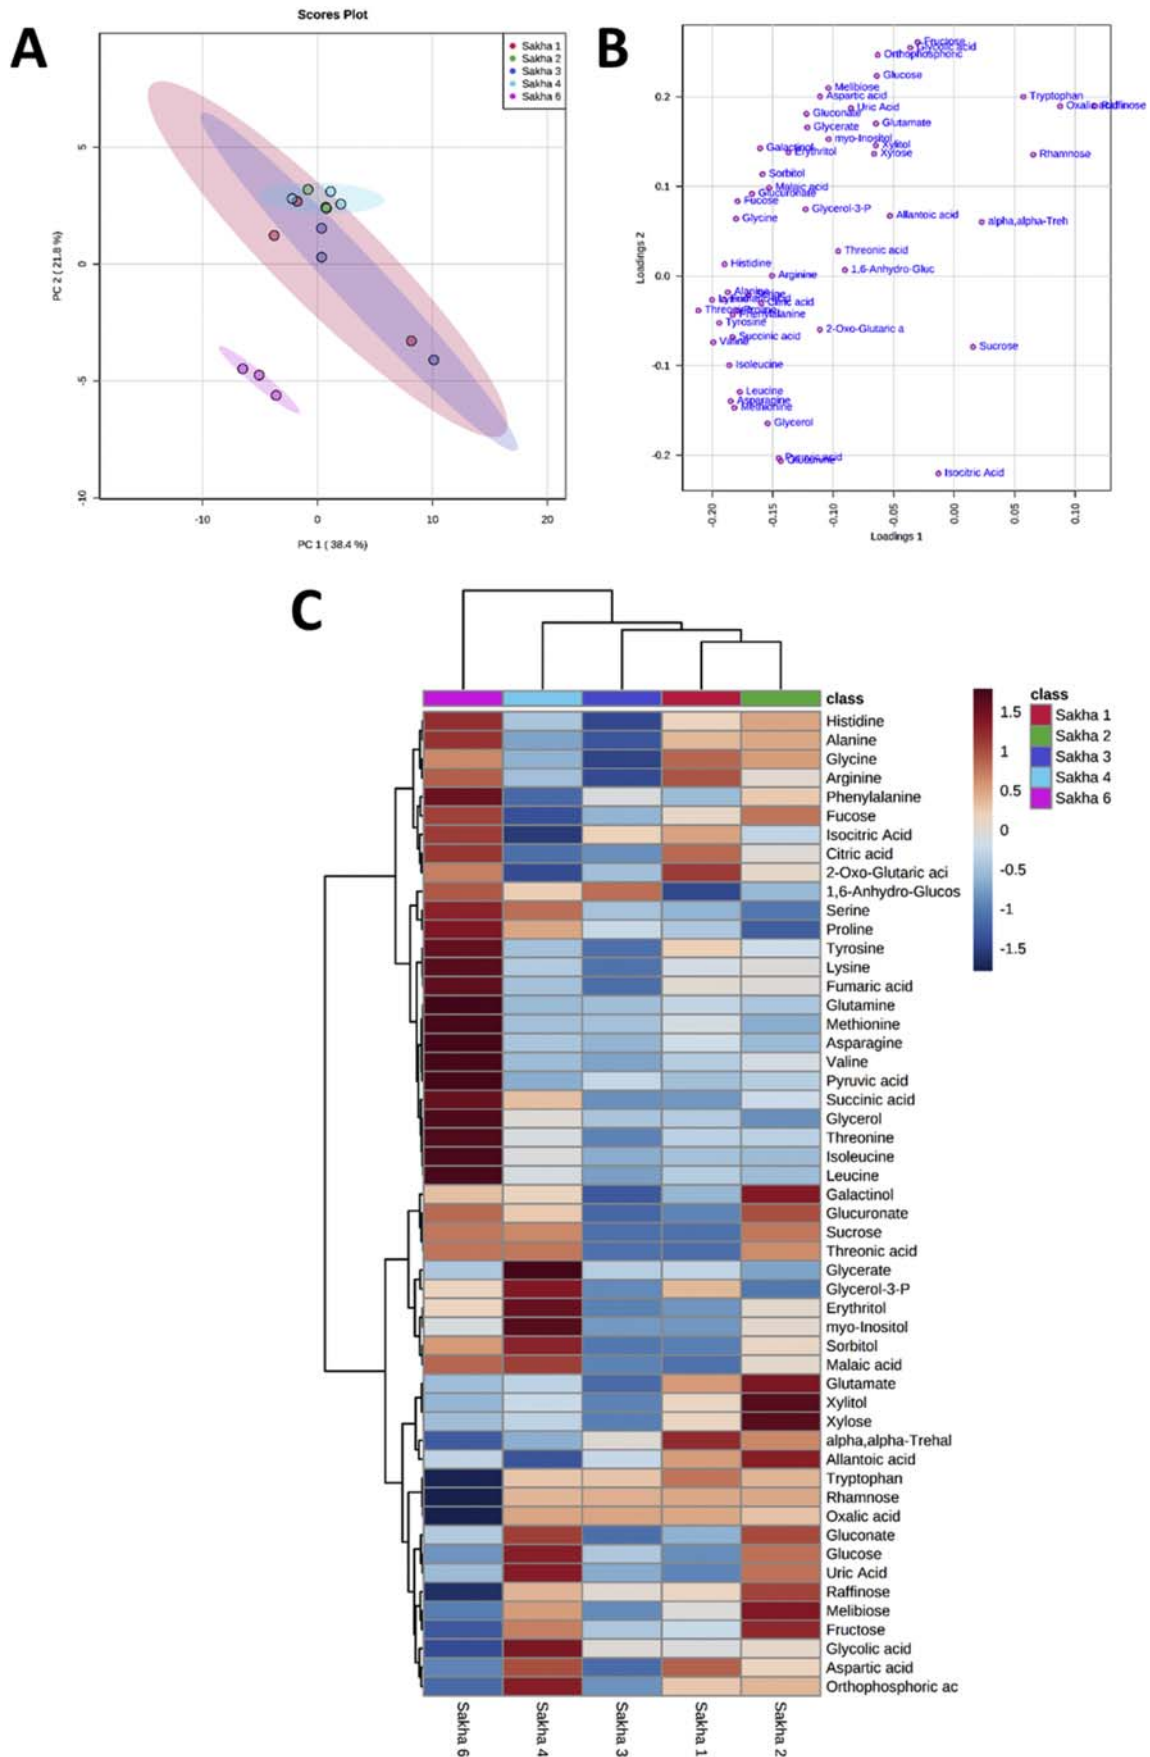 A
Scores Plot
Sakha 1
Sakha 2
Sakha 3
Sakha 4
Sakha 6
5
0
-5
-10
PC 2 ( 21.8 %)
-10
0
10
20
PC 1 ( 38.4 %)
B
Fructose
Glycolic acid
Orthophosphoric
Glucose
Melibiose
Aspartic acid
Tryptophan
Uric Acid
Raffinose
Gluconate
Glutamate
Glycerate
myo-Inositol
Xylitol
Galactinol
Erythritol
Xylose
Rhamnose
Sorbitol
Malaic acid
Glucuronate
Fucose
Glycerol-3-P
Glycine
Allantoic acid
alpha,alpha-Treh
Threonic acid
Histidine
1,6-Anhydro-Gluc
Arginine
Alanine
Citric acid
Phenylalanine
Tyrosine
2-Oxo-Glutaric a
Succinic acid
Valine
Sucrose
Isoleucine
Leucine
Asparagine
Methionine
Glycerol
Pyruvic acid
Glutamine
Isocitric Acid
0.2
0.1
0.0
-0.1
-0.2
Loadings 2
-0.20
-0.15
-0.10
-0.05
0.00
0.05
0.10
Loadings 1
C
class
Histidine
Alanine
Glycine
Arginine
Phenylalanine
Fucose
Isocitric Acid
Citric acid
2-Oxo-Glutaric aci
1,6-Anhydro-Glucos
Serine
Proline
Tyrosine
Lysine
Fumaric acid
Glutamine
Methionine
Asparagine
Valine
Pyruvic acid
Succinic acid
Glycerol
Threonine
Isoleucine
Leucine
Galactinol
Glucuronate
Sucrose
Threonic acid
Glycerate
Glycerol-3-P
Erythritol
myo-Inositol
Sorbitol
Malaic acid
Glutamate
Xylitol
Xylose
alpha,alpha-Trehal
Allantoic acid
Tryptophan
Rhamnose
Oxalic acid
Gluconate
Glucose
Uric Acid
Raffinose
Melibiose
Fructose
Glycolic acid
Aspartic acid
Orthophosphoric ac
1.5
1
0.5
0
-0.5
-1
-1.5
class
Sakha 1
Sakha 2
Sakha 3
Sakha 4
Sakha 6
Sakha 6
Sakha 4
Sakha 3
Sakha 1
Sakha 2